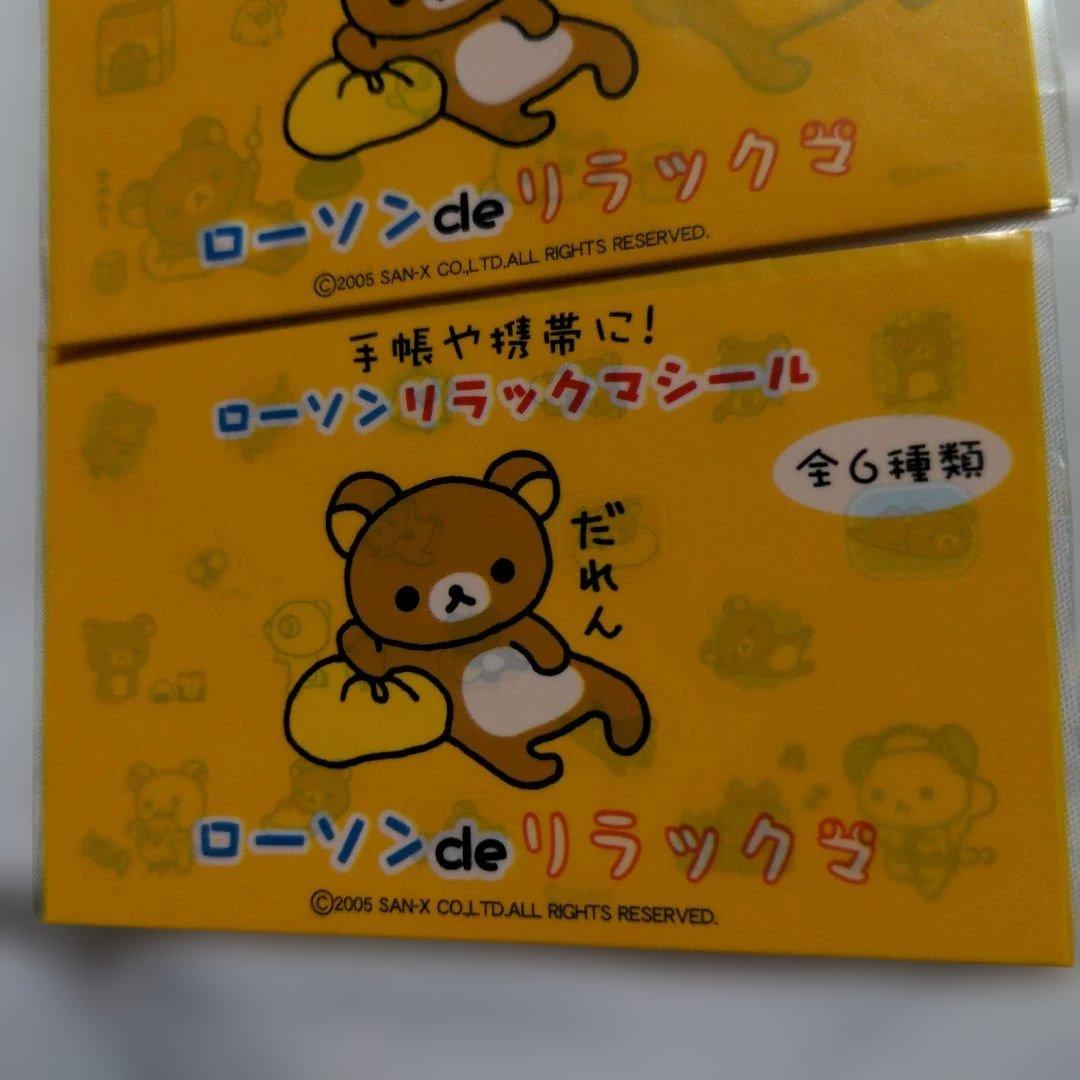 ローソンdeリラックマ
©2005 SAN-X CO.,LTD.ALL RIGHTS RESERVED.
手帳や携帯に!
ローソンリラックマシール
全6種類
だれん
ローソンdeリラックマ
©2005 SAN-X CO.,LTD.ALL RIGHTS RESERVED.